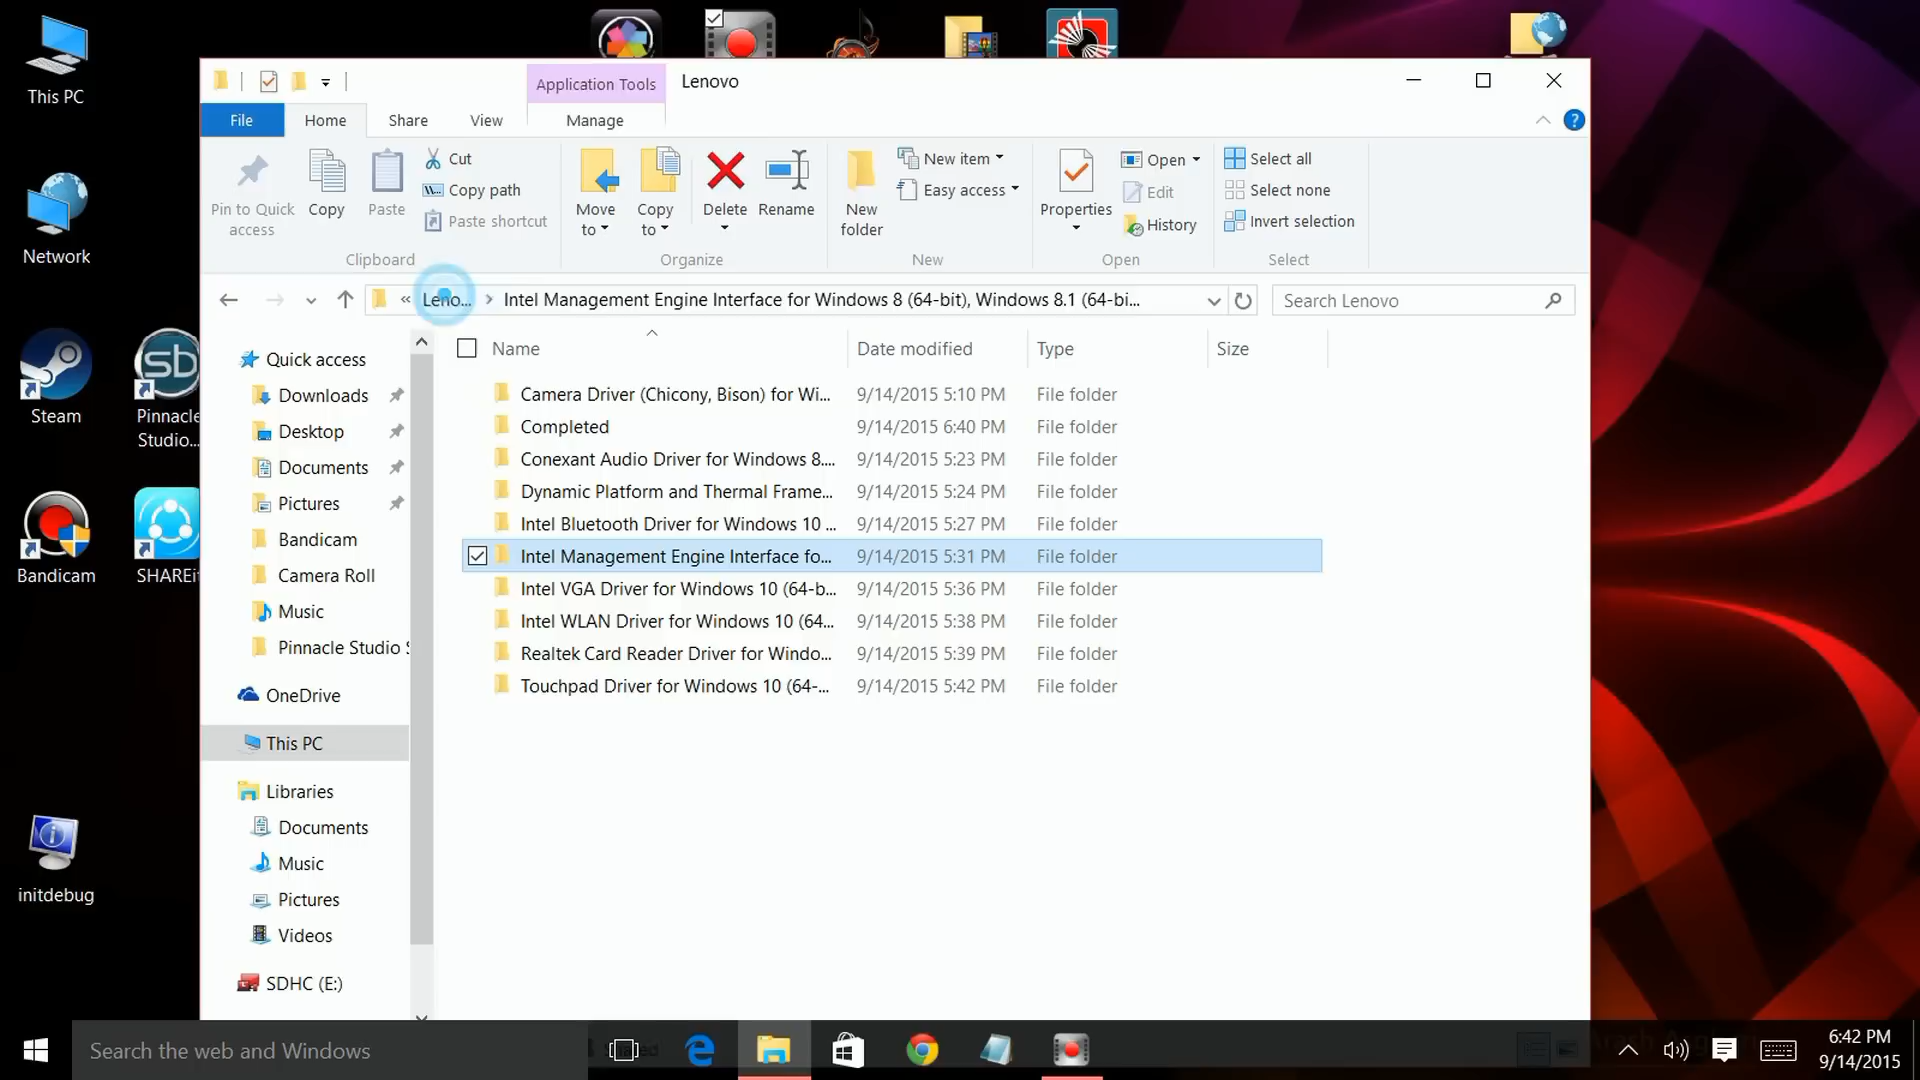 This PC
Network
Steam
Pinnacle
Studio...
Bandicam
SHAREit
initdebug
Application Tools
Lenovo
File
Home
Share
View
Manage
Pin to Quick
access
Copy
Paste
Cut
Copy path
Paste shortcut
Clipboard
Move
to
Copy
to
Delete
Rename
Organize
New
folder
New item
Easy access
New
Properties
Open
Edit
History
Open
Select all
Select none
Invert selection
Select
« Leno... > Intel Management Engine Interface for Windows 8 (64-bit), Windows 8.1 (64-bi...
Search Lenovo
Quick access
Downloads
Desktop
Documents
Pictures
Bandicam
Camera Roll
Music
Pinnacle Studio
OneDrive
This PC
Libraries
Documents
Music
Pictures
Videos
SDHC (E:)
Name Date modified Type Size
Camera Driver (Chicony, Bison) for Wi... 9/14/2015 5:10 PM File folder
Completed 9/14/2015 6:40 PM File folder
Conexant Audio Driver for Windows 8.... 9/14/2015 5:23 PM File folder
Dynamic Platform and Thermal Frame... 9/14/2015 5:24 PM File folder
Intel Bluetooth Driver for Windows 10 ... 9/14/2015 5:27 PM File folder
Intel Management Engine Interface fo... 9/14/2015 5:31 PM File folder
Intel VGA Driver for Windows 10 (64-b... 9/14/2015 5:36 PM File folder
Intel WLAN Driver for Windows 10 (64... 9/14/2015 5:38 PM File folder
Realtek Card Reader Driver for Windo... 9/14/2015 5:39 PM File folder
Touchpad Driver for Windows 10 (64-... 9/14/2015 5:42 PM File folder
Search the web and Windows
6:42 PM
9/14/2015